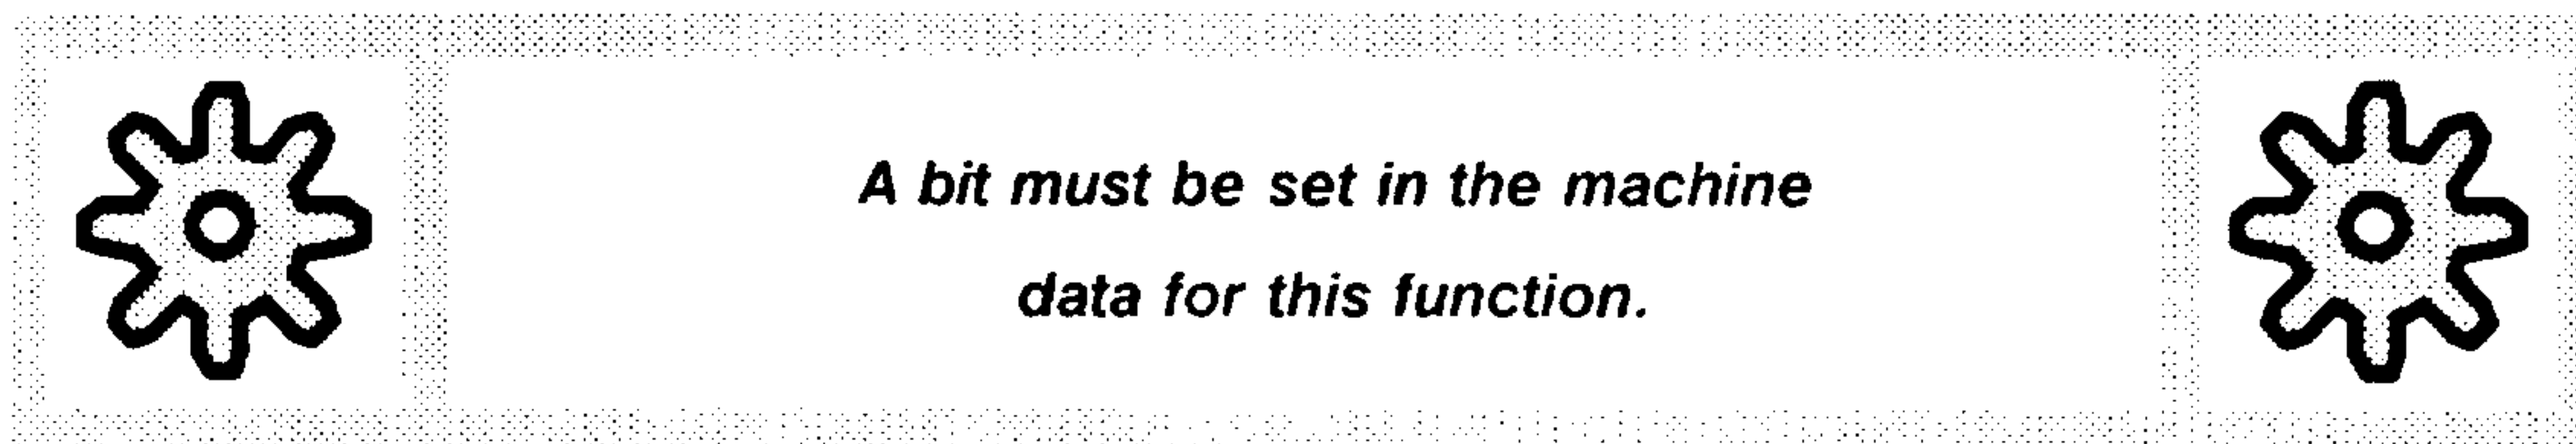 A bit must be set in the machine
data for this function.